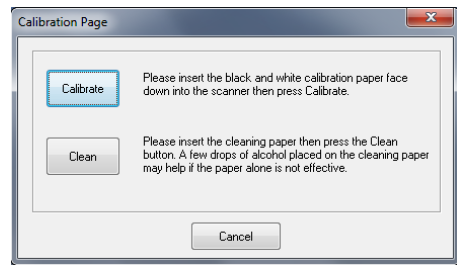 Calibration Page
Calibrate
Please insert the black and white calibration paper face
down into the scanner then press Calibrate.
Clean
Please insert the cleaning paper then press the Clean
button. A few drops of alcohol placed on the cleaning paper
may help if the paper alone is not effective.
Cancel